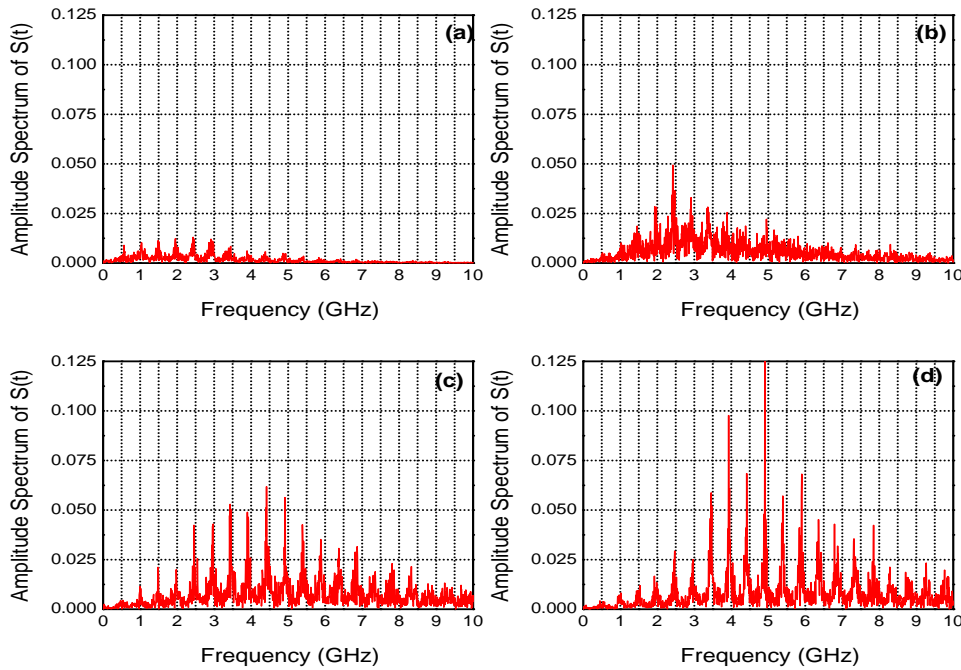 (a)
Amplitude Spectrum of S(t)
0.125
0.100
0.075
0.050
0.025
0.000
0 1 2 3 4 5 6 7 8 9 10
Frequency (GHz)
(b)
Amplitude Spectrum of S(t)
0.125
0.100
0.075
0.050
0.025
0.000
0 1 2 3 4 5 6 7 8 9 10
Frequency (GHz)
(c)
Amplitude Spectrum of S(t)
0.125
0.100
0.075
0.050
0.025
0.000
0 1 2 3 4 5 6 7 8 9 10
Frequency (GHz)
(d)
Amplitude Spectrum of S(t)
0.125
0.100
0.075
0.050
0.025
0.000
0 1 2 3 4 5 6 7 8 9 10
Frequency (GHz)